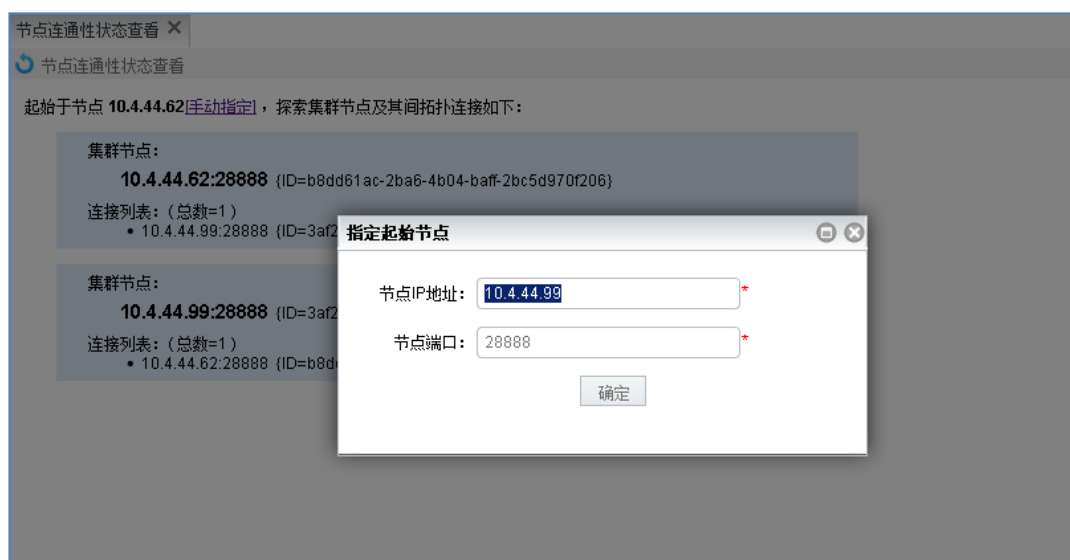 节点连通性状态查看
节点连通性状态查看
起始于节点 10.4.44.62[手动指定]，探索集群节点及其间拓扑连接如下：
集群节点：
10.4.44.62:28888 {ID=b8dd61ac-2ba6-4b04-baff-2bc5d970f206}
连接列表：（总数=1）
• 10.4.44.99:28888 {ID=3af2
集群节点：
10.4.44.99:28888 {ID=3af2
连接列表：（总数=1）
• 10.4.44.62:28888 {ID=b8d
指定起始节点
节点IP地址： 10.4.44.99 *
节点端口： 28888 *
确定